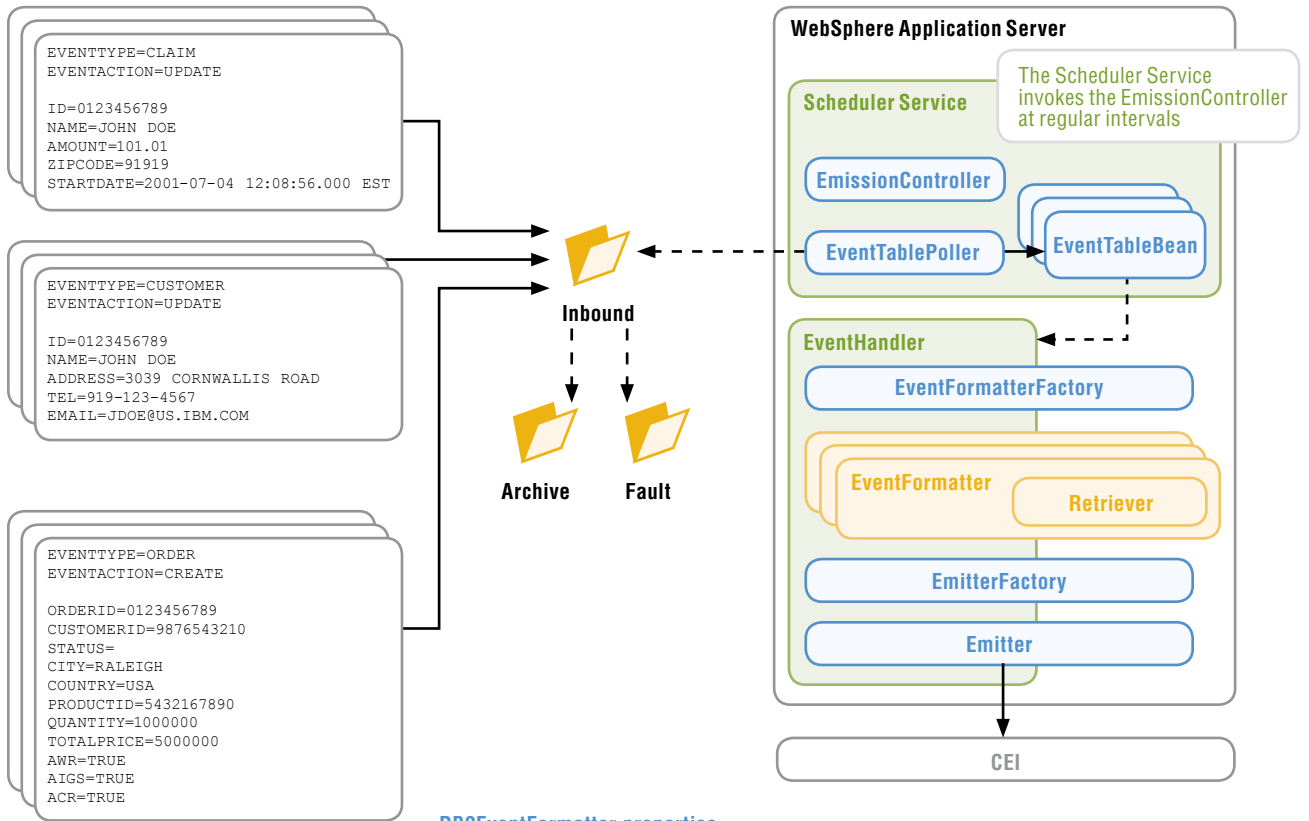 EVENTTYPE=CLAIM
EVENTACTION=UPDATE
ID=0123456789
NAME=JOHN DOE
AMOUNT=101.01
ZIPCODE=91919
STARTDATE=2001-07-04 12:08:56.000 EST
EVENTTYPE=CUSTOMER
EVENTACTION=UPDATE
ID=0123456789
NAME=JOHN DOE
ADDRESS=3039 CORNWALLIS ROAD
TEL=919-123-4567
EMAIL=JDOE@US.IBM.COM
EVENTTYPE=ORDER
EVENTACTION=CREATE
ORDERID=0123456789
CUSTOMERID=9876543210
STATUS=
CITY=RALEIGH
COUNTRY=USA
PRODUCTID=5432167890
QUANTITY=1000000
TOTALPRICE=5000000
AWR=TRUE
AIGS=TRUE
ACR=TRUE
Inbound
Archive
Fault
WebSphere Application Server
The Scheduler Service
invokes the EmissionController
at regular intervals
Scheduler Service
EmissionController
EventTablePoller
EventTableBean
EventHandler
EventFormatterFactory
EventFormatter
Retriever
EmitterFactory
Emitter
CEI